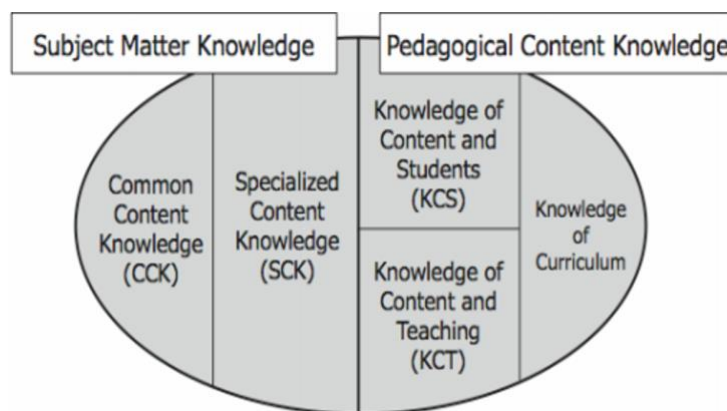 Subject Matter Knowledge
Pedagogical Content Knowledge
Common
Content
Knowledge
(CCK)
Specialized
Content
Knowledge
(SCK)
Knowledge of
Content and
Students
(KCS)
Knowledge of
Content and
Teaching
(KCT)
Knowledge
of
Curriculum